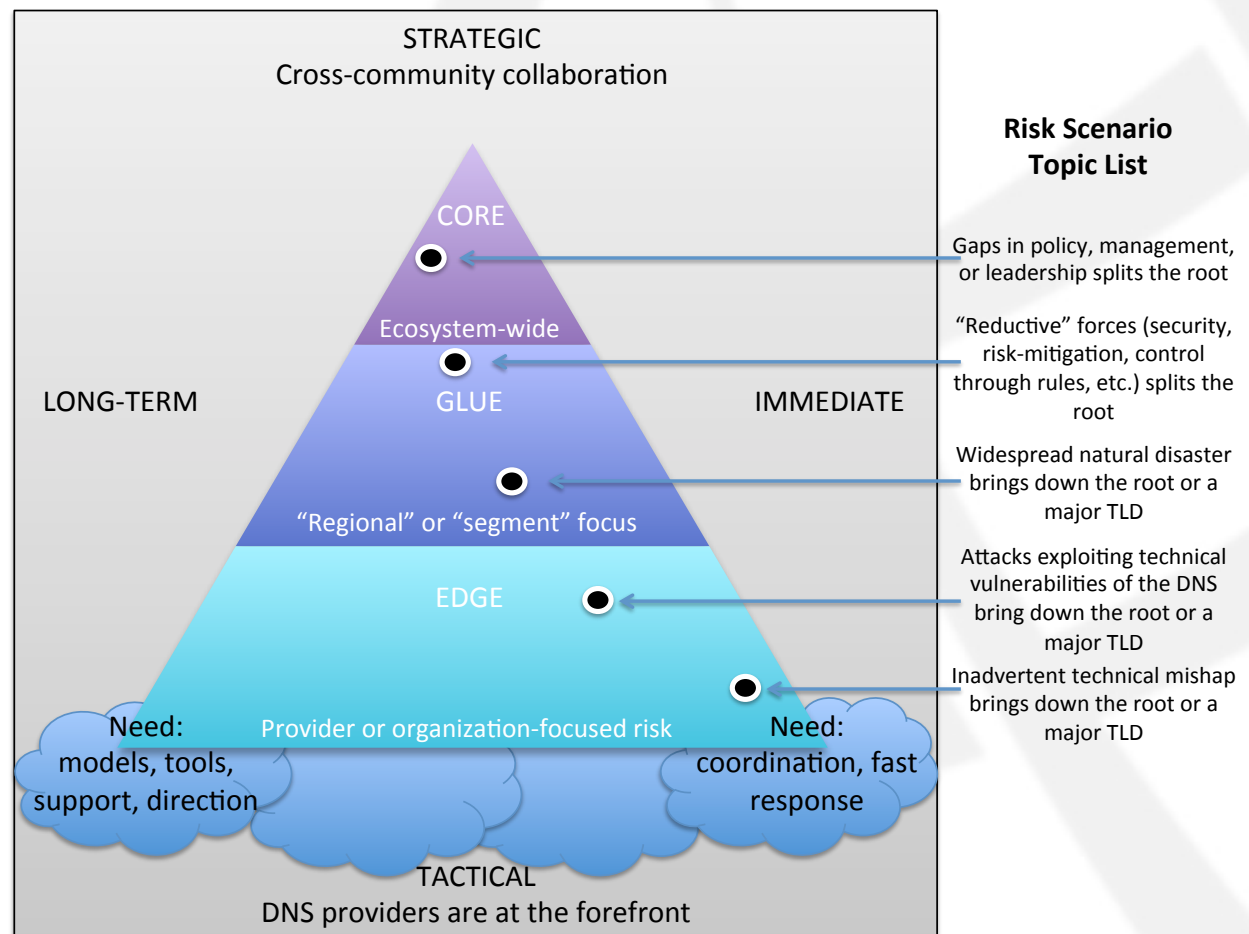 STRATEGIC
Cross-community collaboration
Risk Scenario
Topic List
CORE
Gaps in policy, management,
or leadership splits the root
Ecosystem-wide
“Reductive” forces (security,
risk-mitigation, control
through rules, etc.) splits the
root
LONG-TERM
GLUE
IMMEDIATE
Widespread natural disaster
brings down the root or a
major TLD
“Regional” or “segment” focus
Attacks exploiting technical
vulnerabilities of the DNS
bring down the root or a
major TLD
EDGE
Inadvertent technical mishap
brings down the root or a
major TLD
Provider or organization-focused risk
Need:
models, tools,
support, direction
Need:
coordination, fast
response
TACTICAL
DNS providers are at the forefront